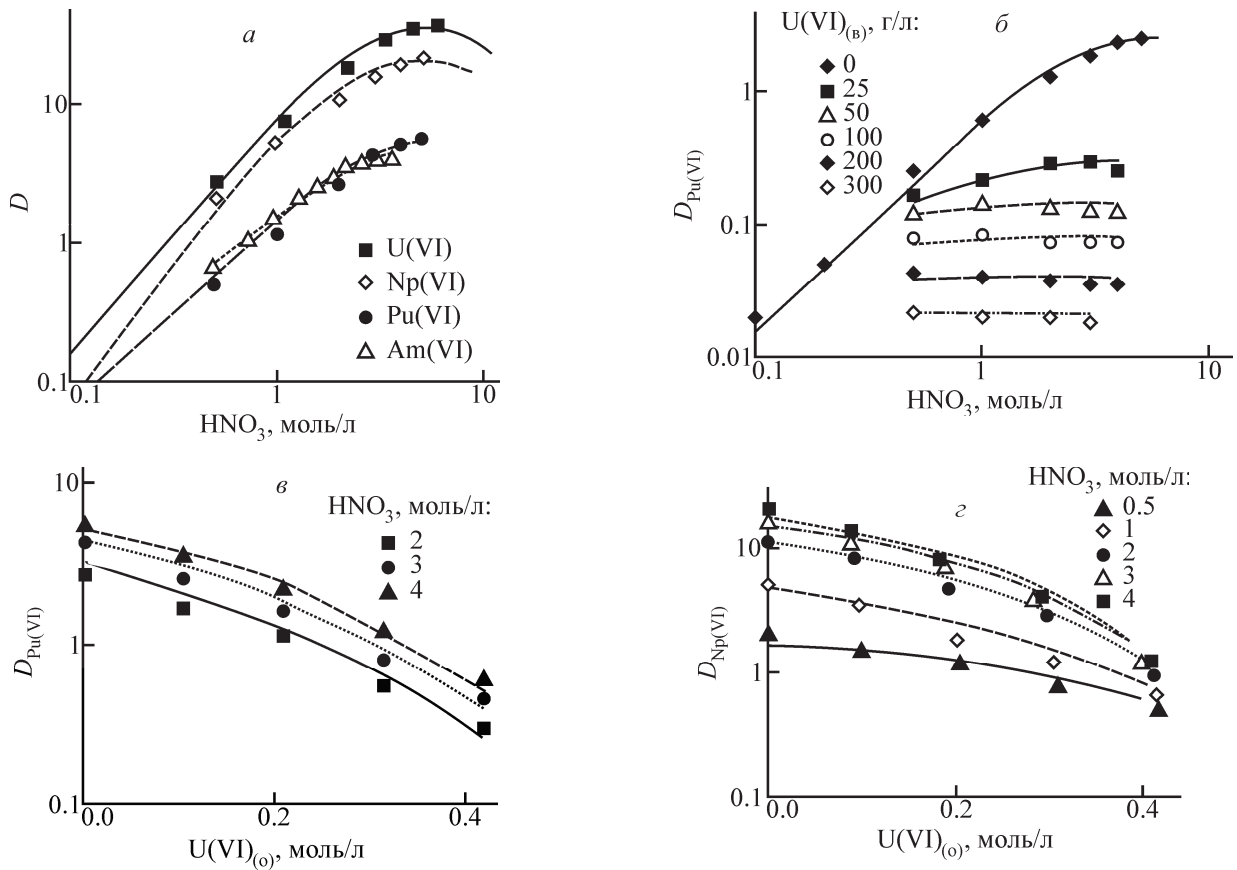 а
10
1
0.1
D
0.1
1
10
HNO₃, моль/л
U(VI)
Np(VI)
Pu(VI)
Am(VI)
U(VI)₍в₎, г/л:
б
0
25
50
100
200
300
1
0.1
0.01
D Pu(VI)
0.1
1
10
HNO₃, моль/л
в
HNO₃, моль/л:
2
3
4
10
1
0.1
D Pu(VI)
0.0
0.2
0.4
U(VI)₍о₎, моль/л
HNO₃, моль/л:
г
0.5
1
2
3
4
10
1
0.1
D Np(VI)
0.0
0.2
0.4
U(VI)₍о₎, моль/л